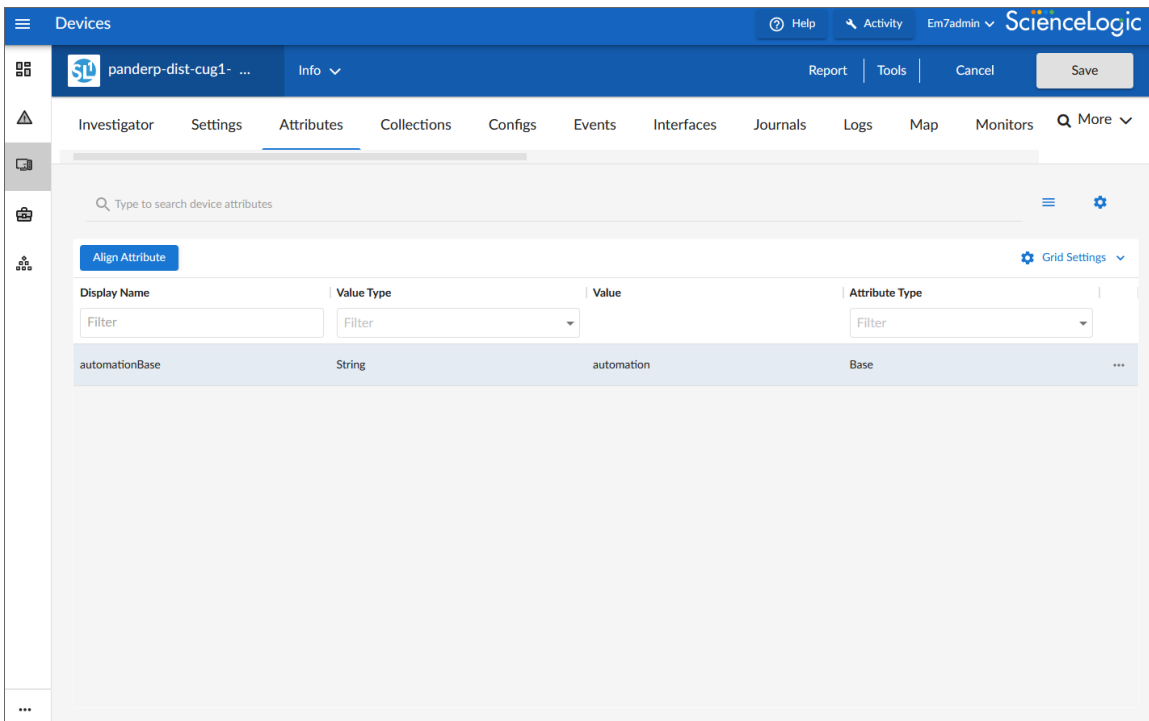 Devices
Help
Activity
Em7admin
ScienceLogic
SL1
panderp-dist-cug1- ...
Info
Report
Tools
Cancel
Save
Investigator
Settings
Attributes
Collections
Configs
Events
Interfaces
Journals
Logs
Map
Monitors
More
Type to search device attributes
Align Attribute
Grid Settings
Display Name
Value Type
Value
Attribute Type
Filter
Filter
Filter
automationBase
String
automation
Base